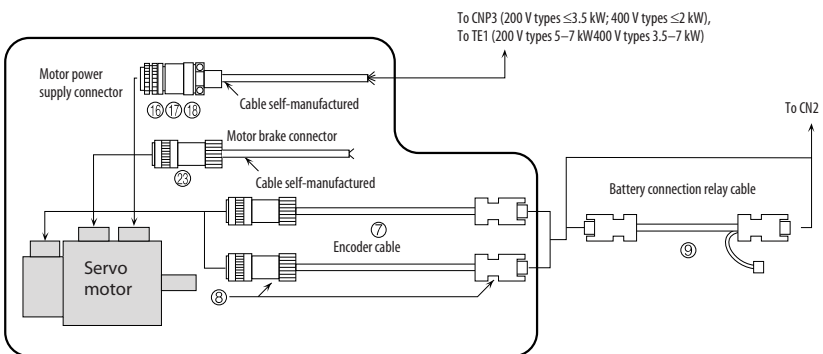 To CNP3 (200 V types ≤3.5 kW; 400 V types ≤2 kW),
To TE1 (200 V types 5–7 kW400 V types 3.5–7 kW)
Motor power
supply connector
Cable self-manufactured
⑯⑰⑱
To CN2
Motor brake connector
㉓
Cable self-manufactured
Battery connection relay cable
⑦
Encoder cable
⑨
Servo
motor
⑧